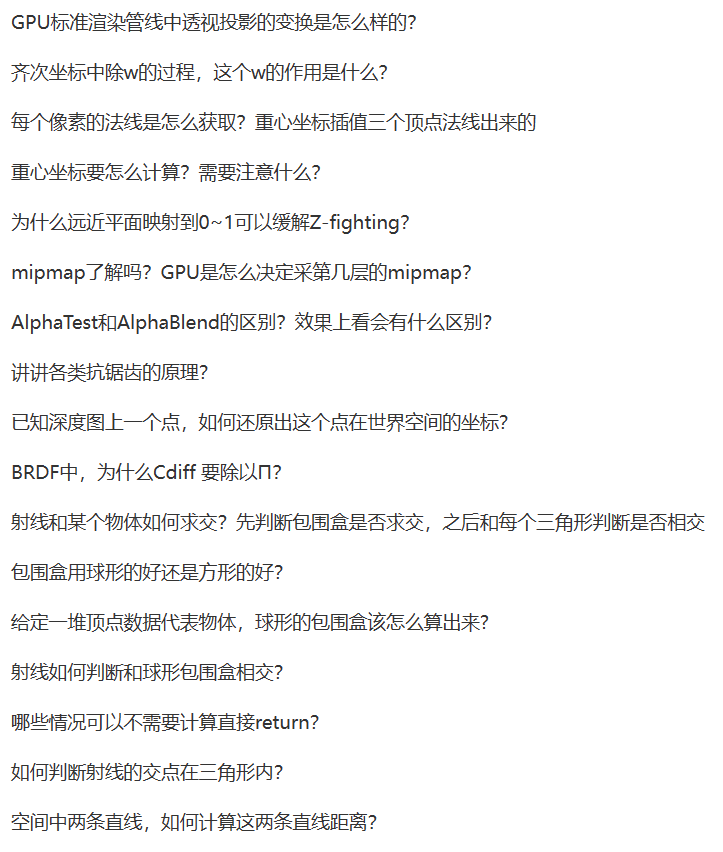 GPU标准渲染管线中透视投影的变换是怎么样的？
齐次坐标中除w的过程，这个w的作用是什么？
每个像素的法线是怎么获取？重心坐标插值三个顶点法线出来的
重心坐标要怎么计算？需要注意什么？
为什么远近平面映射到0~1可以缓解Z-fighting？
mipmap了解吗？GPU是怎么决定采第几层的mipmap？
AlphaTest和AlphaBlend的区别？效果上看会有什么区别？
讲讲各类抗锯齿的原理？
已知深度图上一个点，如何还原出这个点在世界空间的坐标？
BRDF中，为什么Cdiff 要除以Π？
射线和某个物体如何求交？先判断包围盒是否求交，之后和每个三角形判断是否相交
包围盒用球形的好还是方形的好？
给定一堆顶点数据代表物体，球形的包围盒该怎么算出来？
射线如何判断和球形包围盒相交？
哪些情况可以不需要计算直接return？
如何判断射线的交点在三角形内？
空间中两条直线，如何计算这两条直线距离？